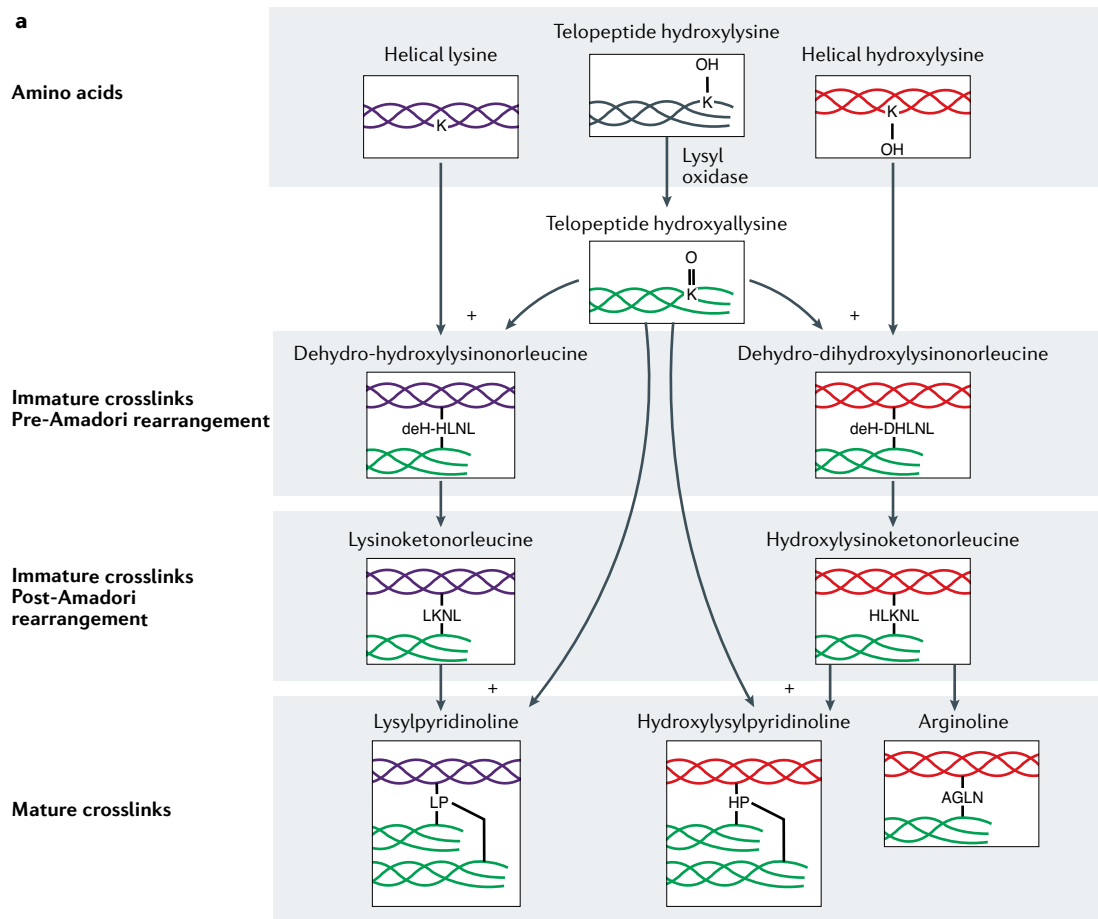 a
Amino acids
Helical lysine
K
Telopeptide hydroxylysine
OH
K
Helical hydroxylysine
K
OH
Lysyl
oxidase
Telopeptide hydroxyallysine
O
K
+
+
Immature crosslinks
Pre-Amadori rearrangement
Dehydro-hydroxylysinonorleucine
deH-HLNL
Dehydro-dihydroxylysinonorleucine
deH-DHLNL
Immature crosslinks
Post-Amadori
rearrangement
Lysinoketonorleucine
LKNL
Hydroxylysinoketonorleucine
HLKNL
+
+
Mature crosslinks
Lysylpyridinoline
LP
Hydroxylysylpyridinoline
HP
Arginoline
AGLN